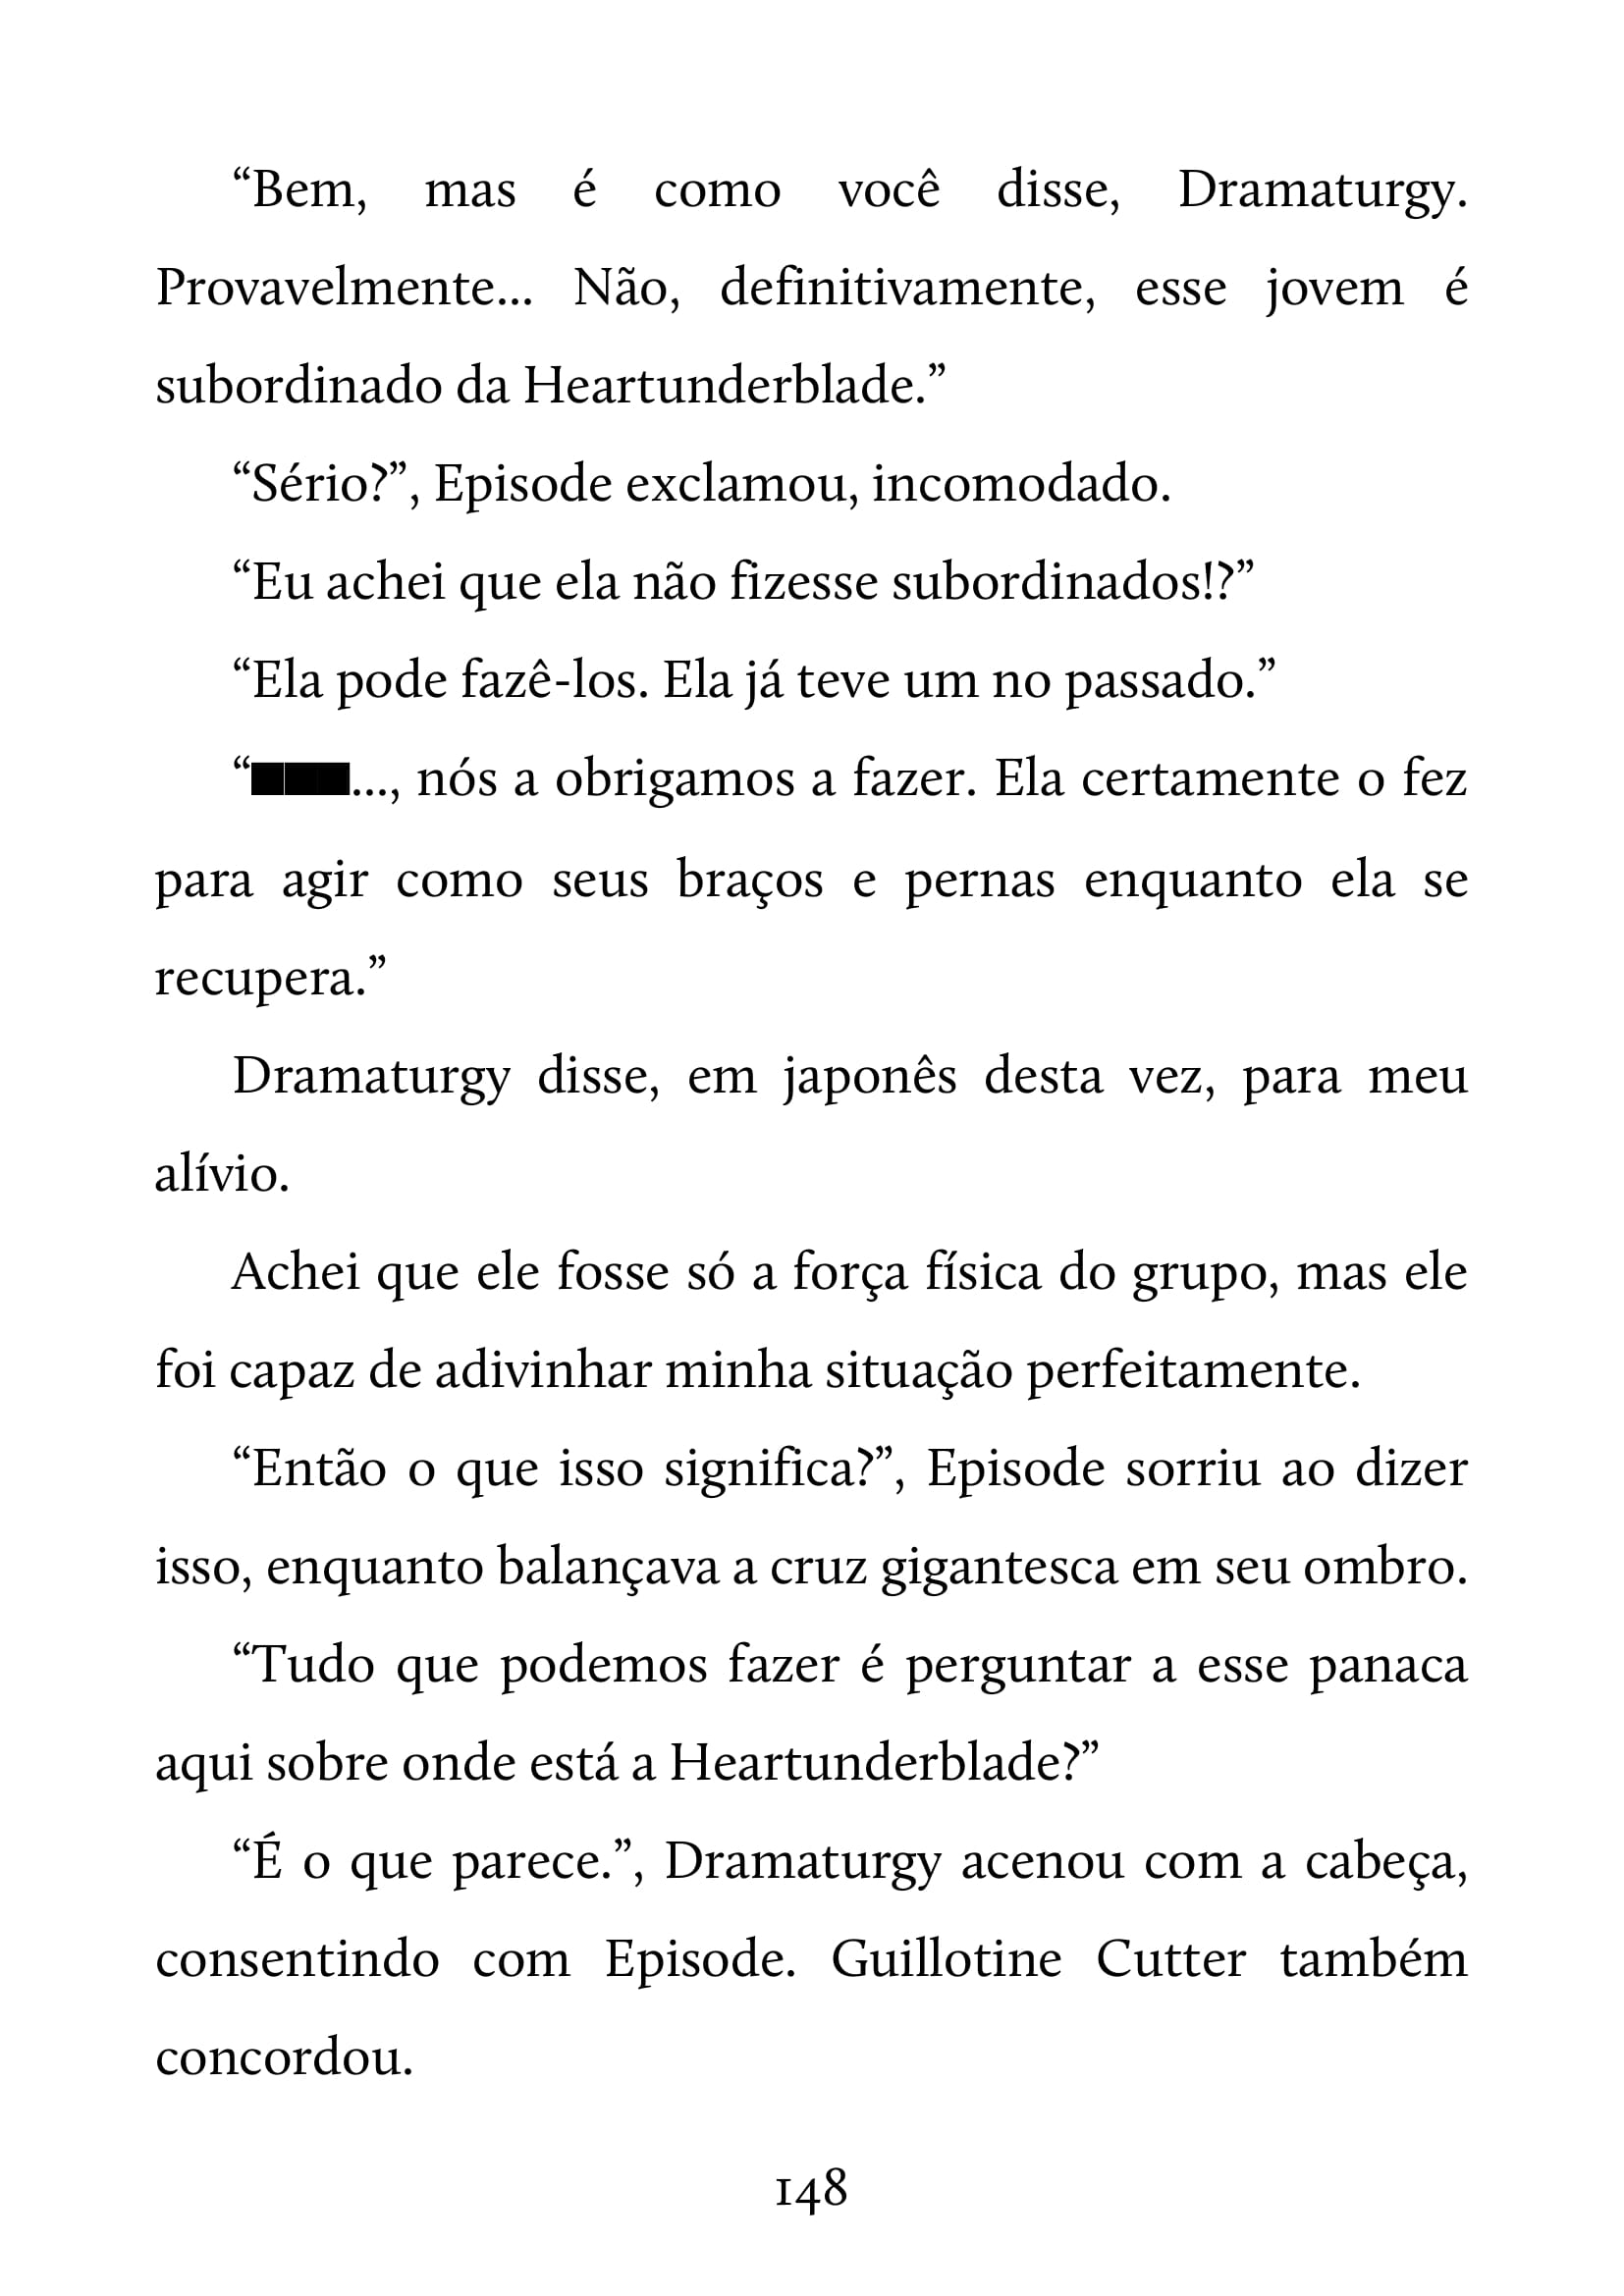 “Bem, mas é como você disse, Dramaturgy.
Provavelmente... Não, definitivamente, esse jovem é
subordinado da Heartunderblade.”
“Sério?”, Episode exclamou, incomodado.
“Eu achei que ela não fizesse subordinados!?”
“Ela pode fazê-los. Ela já teve um no passado.”
“■■■..., nós a obrigamos a fazer. Ela certamente o fez
para agir como seus braços e pernas enquanto ela se
recupera.”
Dramaturgy disse, em japonês desta vez, para meu
alívio.
Achei que ele fosse só a força física do grupo, mas ele
foi capaz de adivinhar minha situação perfeitamente.
“Então o que isso significa?”, Episode sorriu ao dizer
isso, enquanto balançava a cruz gigantesca em seu ombro.
“Tudo que podemos fazer é perguntar a esse panaca
aqui sobre onde está a Heartunderblade?”
“É o que parece.”, Dramaturgy acenou com a cabeça,
consentindo com Episode. Guillotine Cutter também
concordou.
148